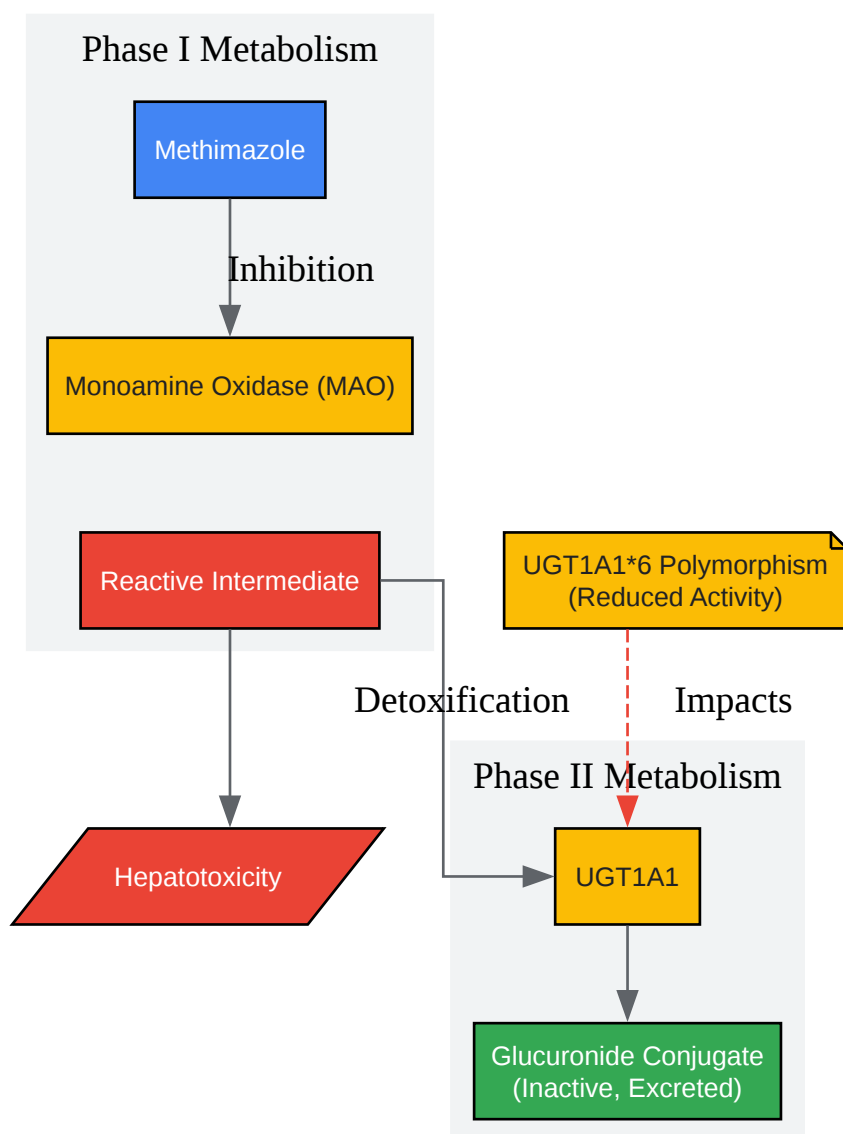 Phase I Metabolism
Methimazole
Inhibition
Monoamine Oxidase (MAO)
Reactive Intermediate
UGT1A1*6 Polymorphism
(Reduced Activity)
Detoxification
Impacts
Phase II Metabolism
Hepatotoxicity
UGT1A1
Glucuronide Conjugate
(Inactive, Excreted)